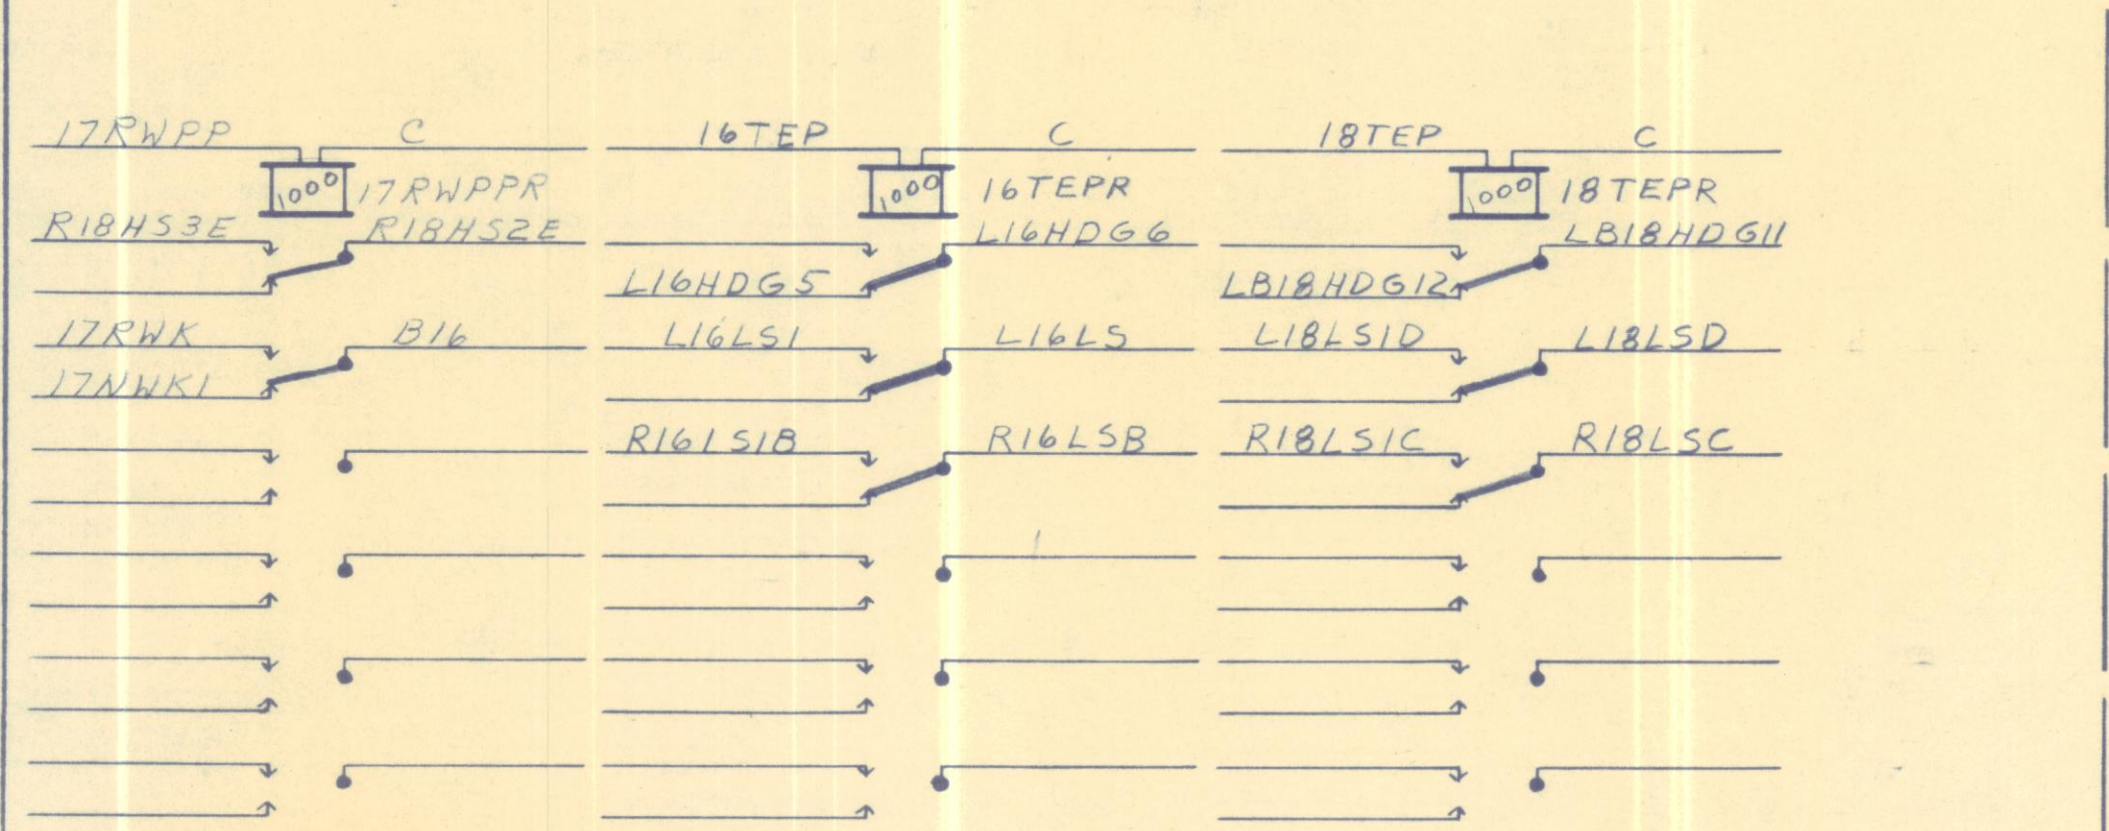 17RWPP C 16TEP C 18TEP C
1000 17RWPPR 1000 16TEPR 1000 18TEPR
R18HS3E R18HS2E L16HDG6 LB18HDG11
L16HDG5 LB18HDG12
17RWK B16 L16LS1 L16LS L18LS1D L18LSD
17NWK1
R16LS1B R16LSB R18LS1C R18LSC